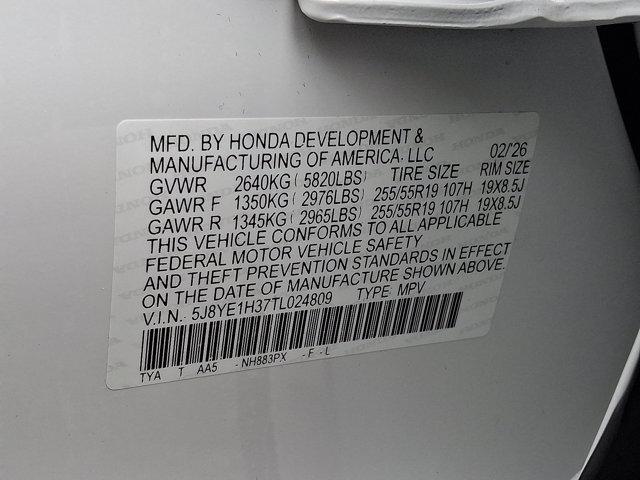 MFD. BY HONDA DEVELOPMENT &
MANUFACTURING OF AMERICA, LLC 02/'26
GVWR 2640KG ( 5820LBS) TIRE SIZE RIM SIZE
GAWR F 1350KG ( 2976LBS) 255/55R19 107H 19X8.5J
GAWR R 1345KG ( 2965LBS) 255/55R19 107H 19X8.5J
THIS VEHICLE CONFORMS TO ALL APPLICABLE
FEDERAL MOTOR VEHICLE SAFETY
AND THEFT PREVENTION STANDARDS IN EFFECT
ON THE DATE OF MANUFACTURE SHOWN ABOVE.
V.I.N. 5J8YE1H37TL024809 TYPE MPV
TYA T AA5 -NH883PX -F -L